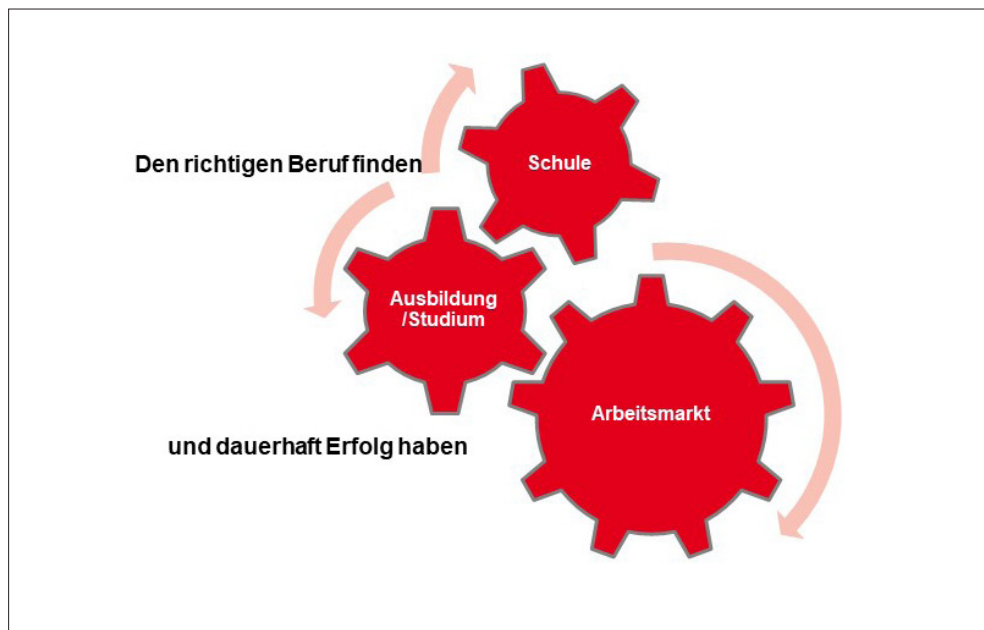 Den richtigen Beruf finden
Schule
Ausbildung
/Studium
Arbeitsmarkt
und dauerhaft Erfolg haben